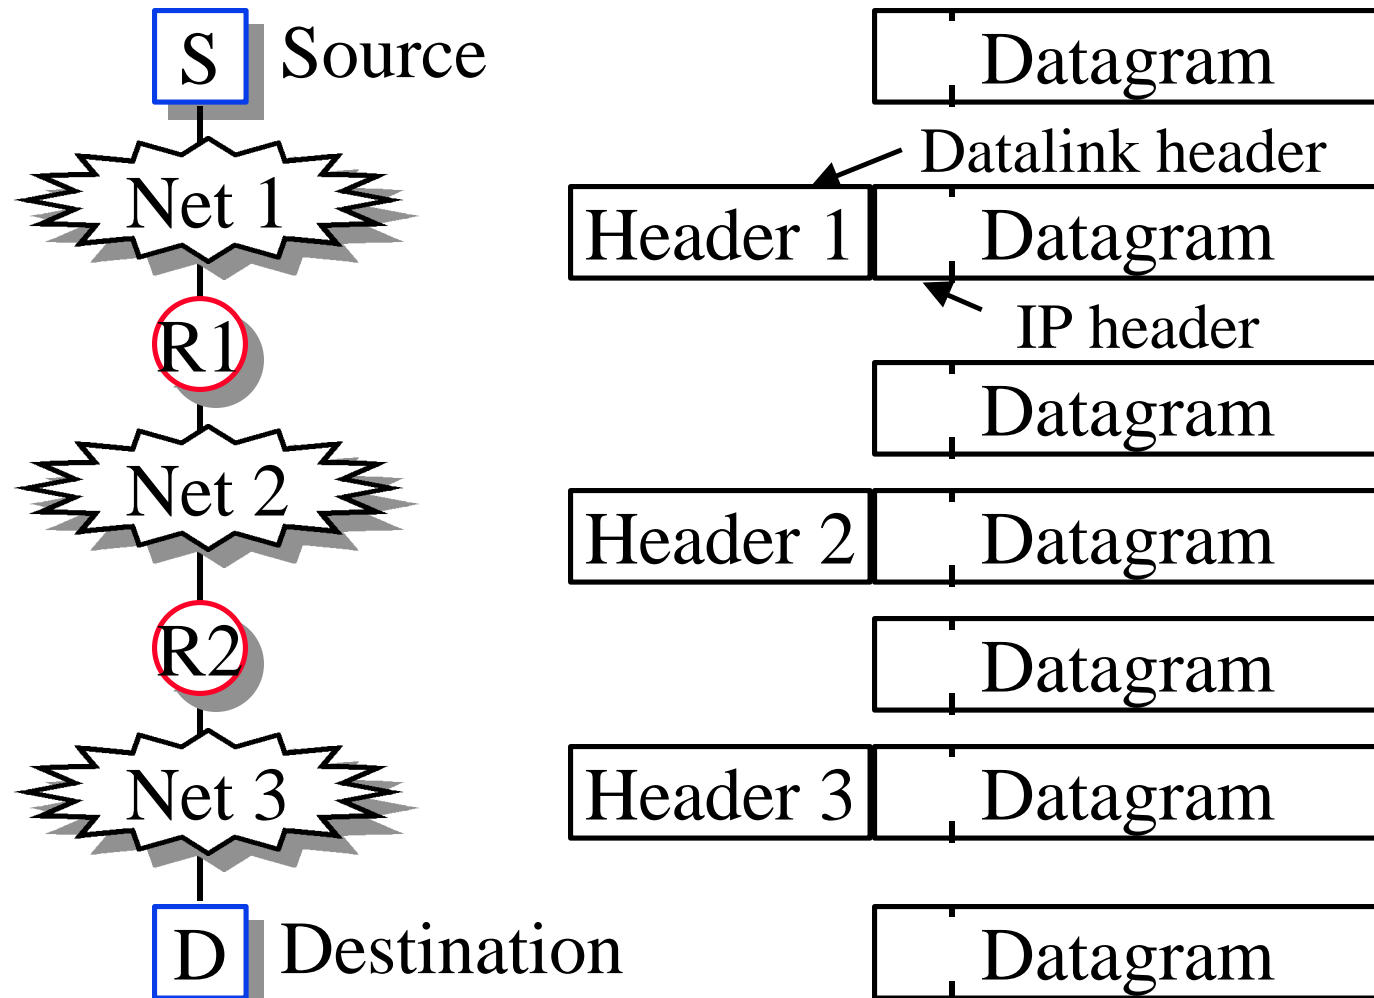 S Source Datagram
Datalink header
Net 1 Header 1 Datagram
IP header
R1 Datagram
Net 2 Header 2 Datagram
R2 Datagram
Net 3 Header 3 Datagram
D Destination Datagram